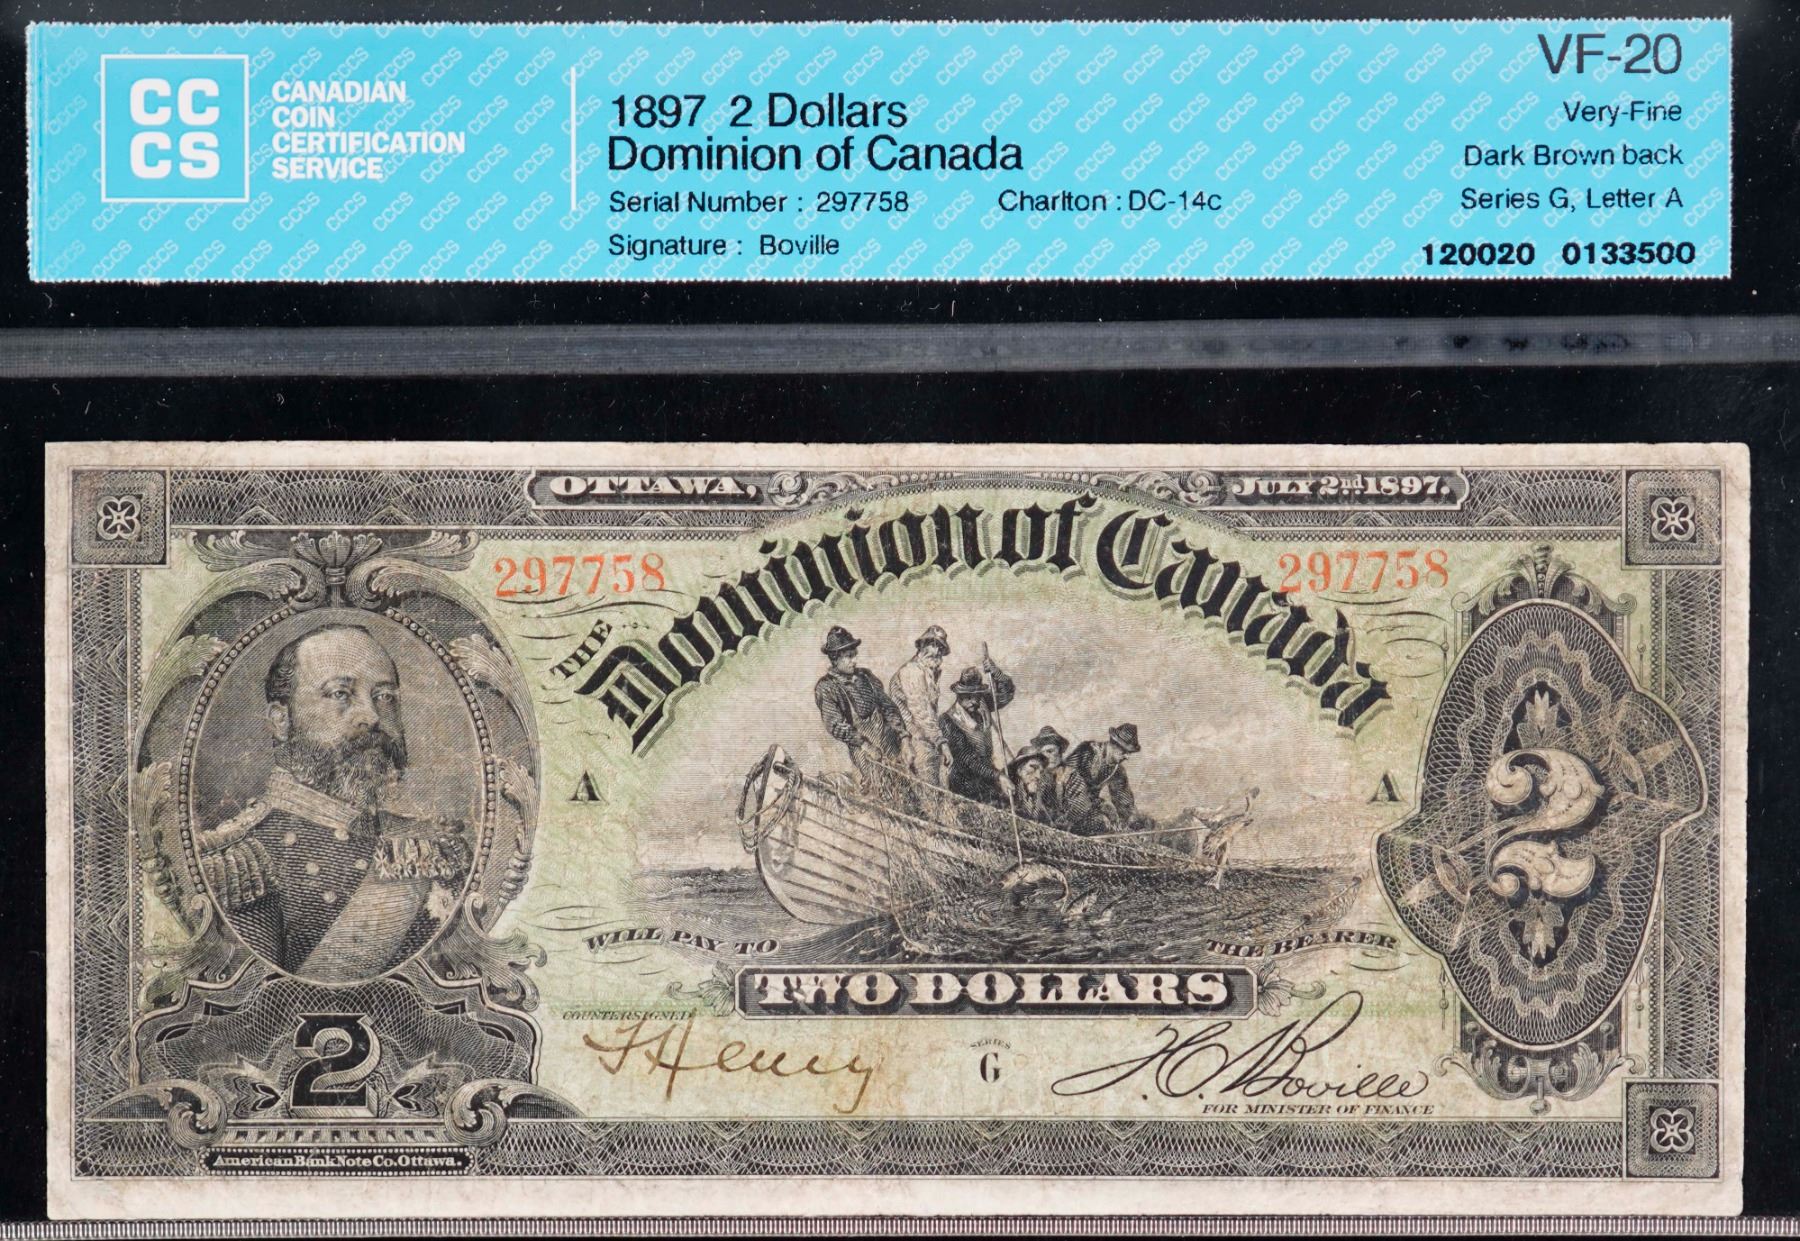 CC
CS
CANADIAN
COIN
CERTIFICATION
SERVICE
1897 2 Dollars
Dominion of Canada
Serial Number : 297758 Charlton : DC-14c
Signature : Boville
VF-20
Very-Fine
Dark Brown back
Series G, Letter A
120020 0133500
OTTAWA, JULY 2nd 1897.
297758 297758
THE Dominion of Canada
A A
2
WILL PAY TO THE BEARER
TWO DOLLARS
COUNTERSIGNED
SERIES
G
T.C. Boville
FOR MINISTER OF FINANCE
2
American Bank Note Co. Ottawa.